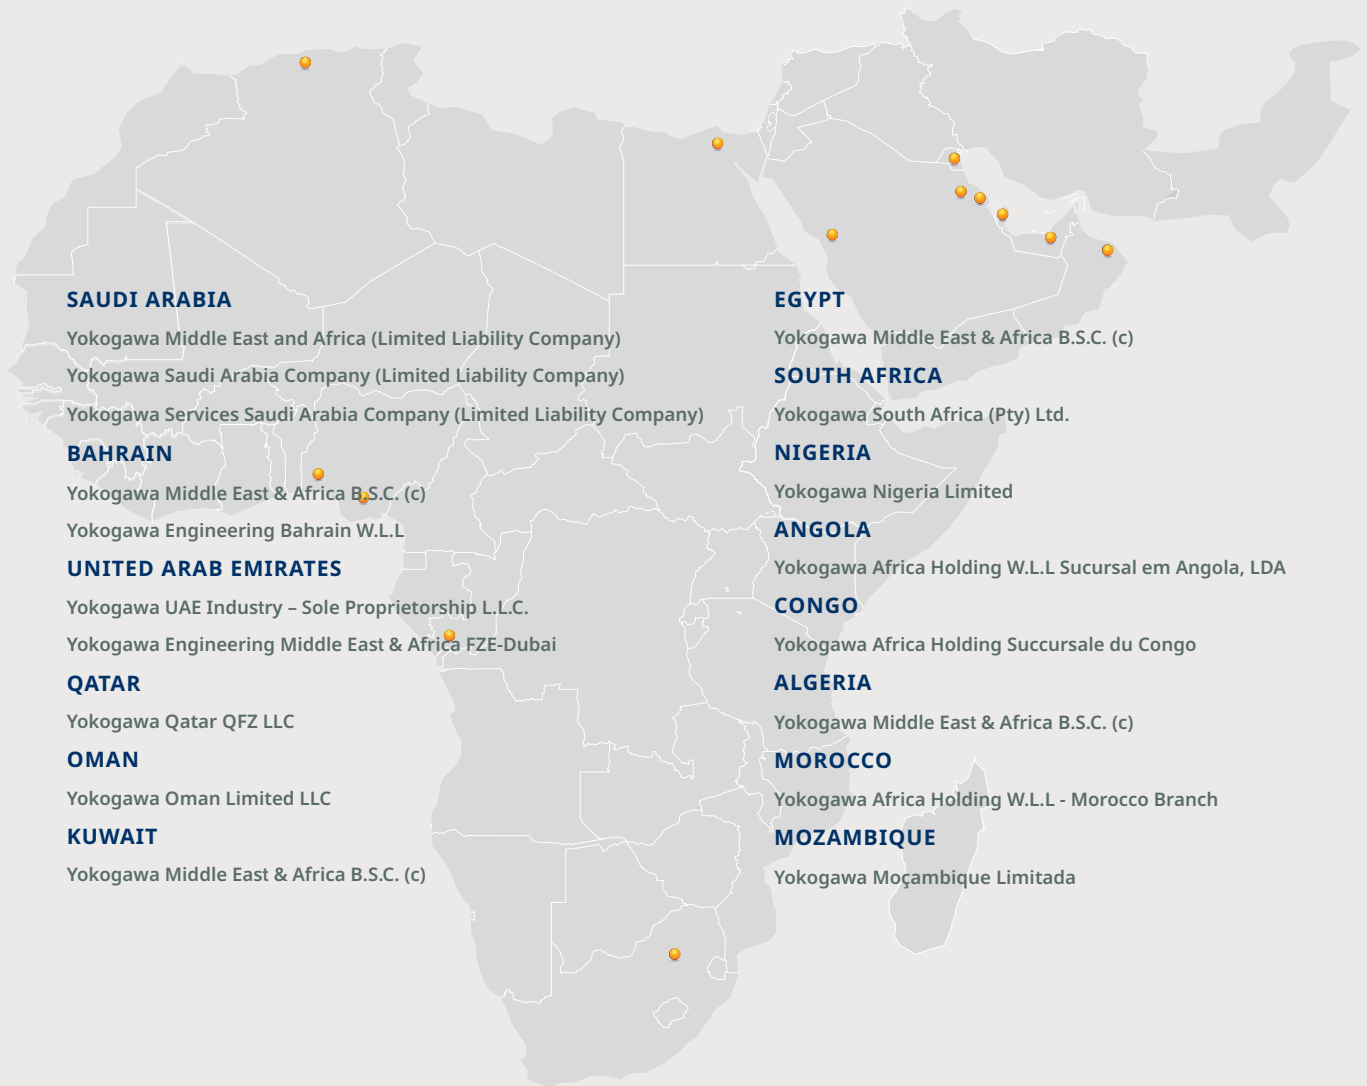 SAUDI ARABIA
Yokogawa Middle East and Africa (Limited Liability Company)
Yokogawa Saudi Arabia Company (Limited Liability Company)
Yokogawa Services Saudi Arabia Company (Limited Liability Company)
BAHRAIN
Yokogawa Middle East & Africa B.S.C. (c)
Yokogawa Engineering Bahrain W.L.L
UNITED ARAB EMIRATES
Yokogawa UAE Industry – Sole Proprietorship L.L.C.
Yokogawa Engineering Middle East & Africa FZE-Dubai
QATAR
Yokogawa Qatar QFZ LLC
OMAN
Yokogawa Oman Limited LLC
KUWAIT
Yokogawa Middle East & Africa B.S.C. (c)
EGYPT
Yokogawa Middle East & Africa B.S.C. (c)
SOUTH AFRICA
Yokogawa South Africa (Pty) Ltd.
NIGERIA
Yokogawa Nigeria Limited
ANGOLA
Yokogawa Africa Holding W.L.L Sucursal em Angola, LDA
CONGO
Yokogawa Africa Holding Succursale du Congo
ALGERIA
Yokogawa Middle East & Africa B.S.C. (c)
MOROCCO
Yokogawa Africa Holding W.L.L - Morocco Branch
MOZAMBIQUE
Yokogawa Moçambique Limitada